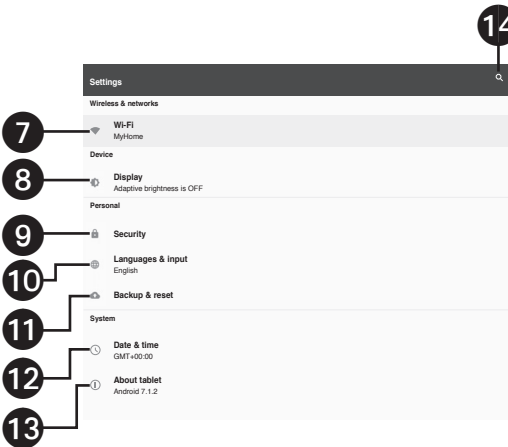 14
Settings
Wireless & networks
7
Wi-Fi
MyHome
Device
8
Display
Adaptive brightness is OFF
Personal
9
Security
10
Languages & input
English
11
Backup & reset
System
12
Date & time
GMT+00:00
13
About tablet
Android 7.1.2